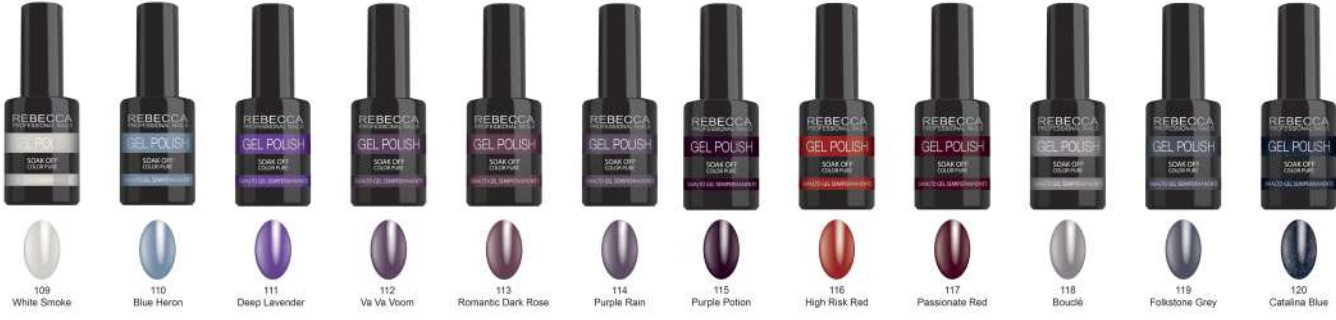 REBECCA
PROFESSIONAL NAILS
GEL POLISH
SOAK OFF
COLOR PURE
SMALTO GEL SEMIPERMANENTE
REBECCA
PROFESSIONAL NAILS
GEL POLISH
SOAK OFF
COLOR PURE
SMALTO GEL SEMIPERMANENTE
REBECCA
PROFESSIONAL NAILS
GEL POLISH
SOAK OFF
COLOR PURE
SMALTO GEL SEMIPERMANENTE
REBECCA
PROFESSIONAL NAILS
GEL POLISH
SOAK OFF
COLOR PURE
SMALTO GEL SEMIPERMANENTE
REBECCA
PROFESSIONAL NAILS
GEL POLISH
SOAK OFF
COLOR PURE
SMALTO GEL SEMIPERMANENTE
REBECCA
PROFESSIONAL NAILS
GEL POLISH
SOAK OFF
COLOR PURE
SMALTO GEL SEMIPERMANENTE
REBECCA
PROFESSIONAL NAILS
GEL POLISH
SOAK OFF
COLOR PURE
SMALTO GEL SEMIPERMANENTE
REBECCA
PROFESSIONAL NAILS
GEL POLISH
SOAK OFF
COLOR PURE
SMALTO GEL SEMIPERMANENTE
REBECCA
PROFESSIONAL NAILS
GEL POLISH
SOAK OFF
COLOR PURE
SMALTO GEL SEMIPERMANENTE
REBECCA
PROFESSIONAL NAILS
GEL POLISH
SOAK OFF
COLOR PURE
SMALTO GEL SEMIPERMANENTE
REBECCA
PROFESSIONAL NAILS
GEL POLISH
SOAK OFF
COLOR PURE
SMALTO GEL SEMIPERMANENTE
REBECCA
PROFESSIONAL NAILS
GEL POLISH
SOAK OFF
COLOR PURE
SMALTO GEL SEMIPERMANENTE
109
White Smoke
110
Blue Heron
111
Deep Lavender
112
Va Va Voom
113
Romantic Dark Rose
114
Purple Rain
115
Purple Potion
116
High Risk Red
117
Passionate Red
118
Bouclé
119
Folkstone Grey
120
Catalina Blue